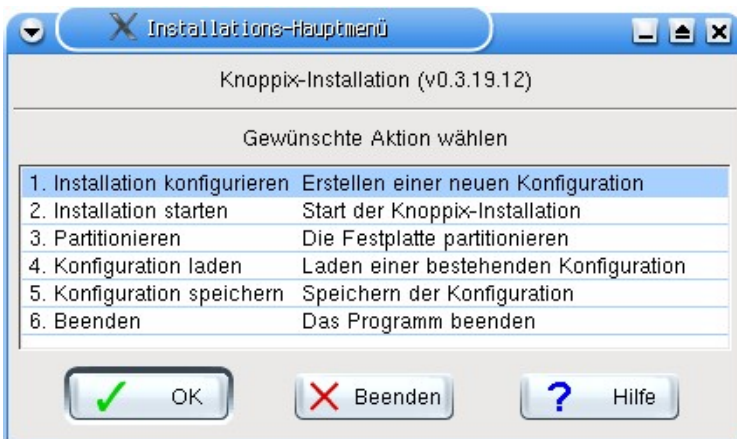 Installations-Hauptmenü
Knoppix-Installation (v0.3.19.12)
Gewünschte Aktion wählen
1. Installation konfigurieren Erstellen einer neuen Konfiguration
2. Installation starten Start der Knoppix-Installation
3. Partitionieren Die Festplatte partitionieren
4. Konfiguration laden Laden einer bestehenden Konfiguration
5. Konfiguration speichern Speichern der Konfiguration
6. Beenden Das Programm beenden
OK Beenden Hilfe